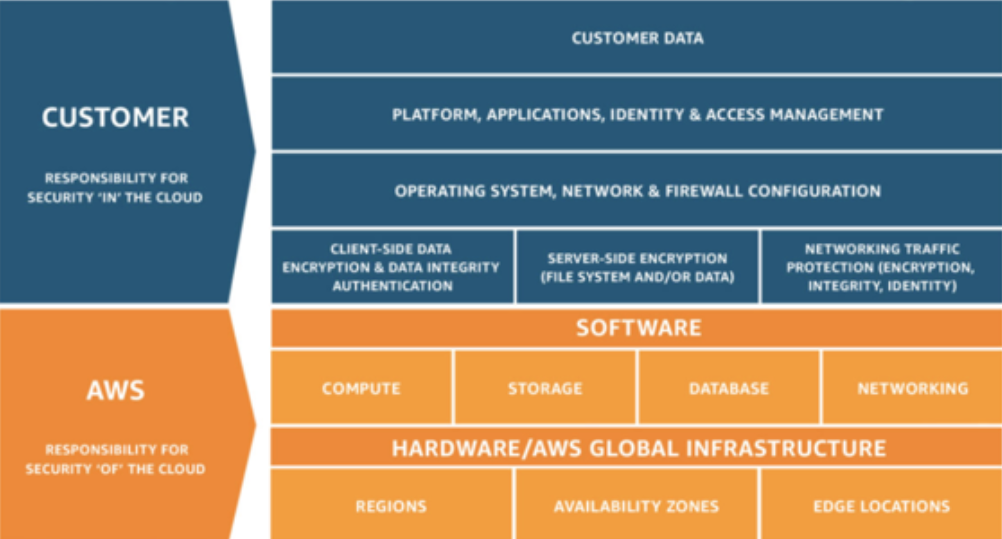 CUSTOMER
RESPONSIBILITY FOR
SECURITY ‘IN’ THE CLOUD
CUSTOMER DATA
PLATFORM, APPLICATIONS, IDENTITY & ACCESS MANAGEMENT
OPERATING SYSTEM, NETWORK & FIREWALL CONFIGURATION
CLIENT-SIDE DATA
ENCRYPTION & DATA INTEGRITY
AUTHENTICATION
SERVER-SIDE ENCRYPTION
(FILE SYSTEM AND/OR DATA)
NETWORKING TRAFFIC
PROTECTION (ENCRYPTION,
INTEGRITY, IDENTITY)
AWS
RESPONSIBILITY FOR
SECURITY ‘OF’ THE CLOUD
SOFTWARE
COMPUTE
STORAGE
DATABASE
NETWORKING
HARDWARE/AWS GLOBAL INFRASTRUCTURE
REGIONS
AVAILABILITY ZONES
EDGE LOCATIONS